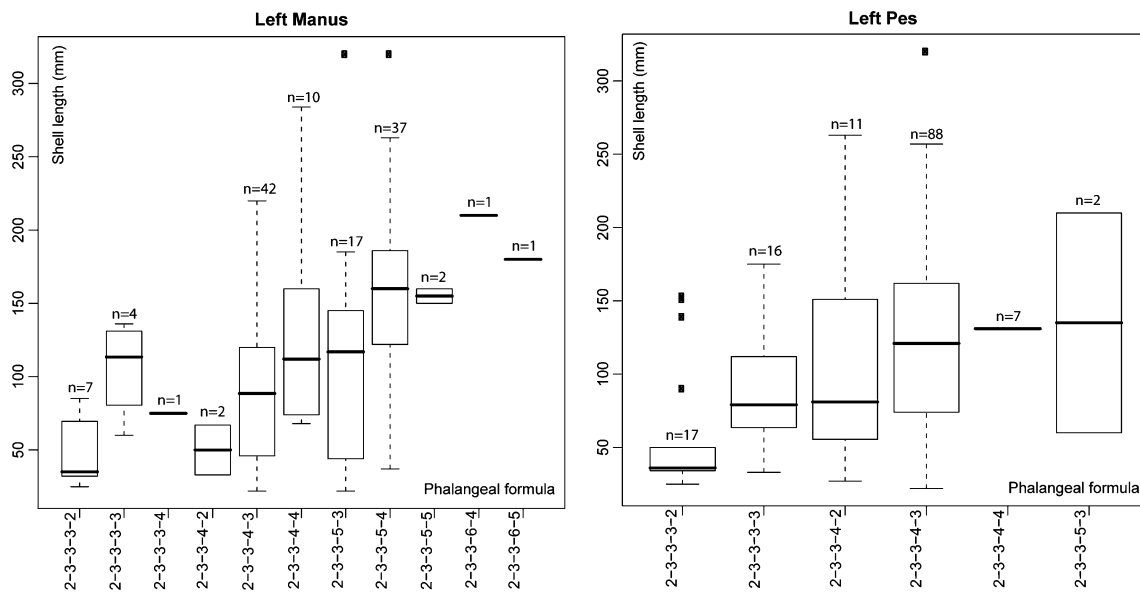 Left Manus
Shell length (mm)
300
250
200
150
100
50
n=7
n=4
n=1
n=2
n=42
n=10
n=17
n=37
n=2
n=1
n=1
Phalangeal formula
2−3−3−3−2
2−3−3−3−3
2−3−3−3−4
2−3−3−4−2
2−3−3−4−3
2−3−3−4−4
2−3−3−5−3
2−3−3−5−4
2−3−3−5−5
2−3−3−6−4
2−3−3−6−5
Left Pes
Shell length (mm)
300
250
200
150
100
50
n=17
n=16
n=11
n=88
n=7
n=2
Phalangeal formula
2−3−3−3−2
2−3−3−3−3
2−3−3−4−2
2−3−3−4−3
2−3−3−4−4
2−3−3−5−3